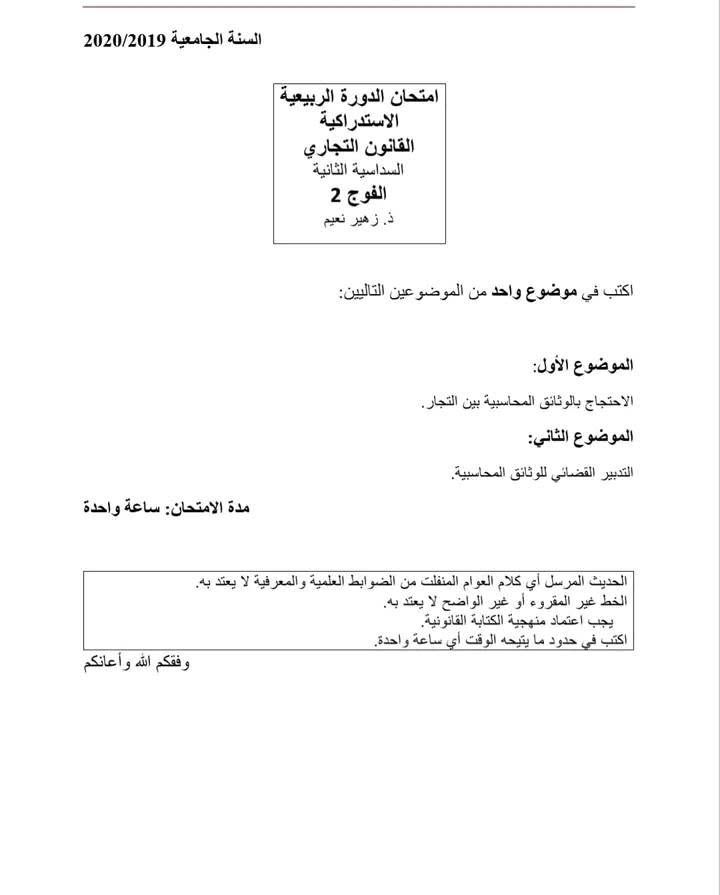 السنة الجامعية 2020/2019
امتحان الدورة الربيعية
الاستدراكية
القانون التجاري
السداسية الثانية
الفوج 2
ذ. زهير نعيم
اكتب في موضوع واحد من الموضوعين التاليين:
الموضوع الأول:
الاحتجاج بالوثائق المحاسبية بين التجار.
الموضوع الثاني:
التدبير القضائي للوثائق المحاسبية.
مدة الامتحان: ساعة واحدة
الحديث المرسل أي كلام العوام المنفلت من الضوابط العلمية والمعرفية لا يعتد به.
الخط غير المقروء أو غير الواضح لا يعتد به.
يجب اعتماد منهجية الكتابة القانونية.
اكتب في حدود ما يتيحه الوقت أي ساعة واحدة.
وفقكم الله وأعانكم